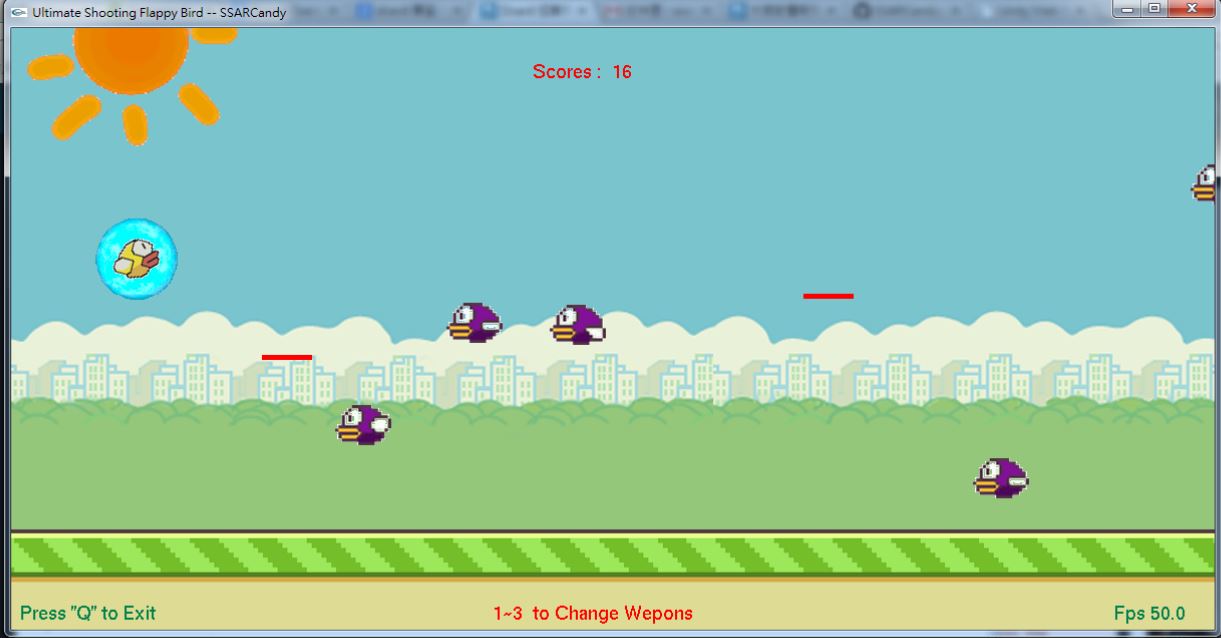 Ultimate Shooting Flappy Bird -- SSARCandy
Scores : 16
Press "Q" to Exit
1~3 to Change Wepons
Fps 50.0